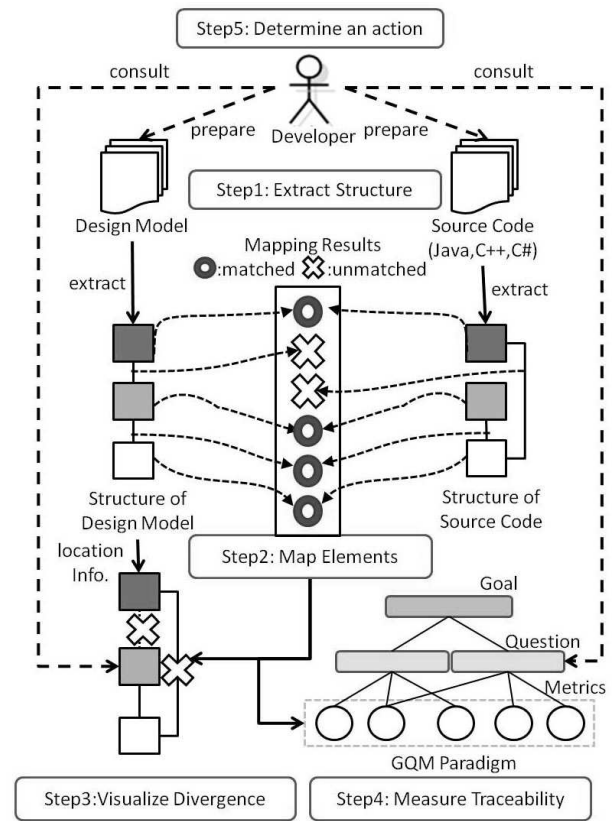 Step5: Determine an action
consult
consult
prepare
Developer
prepare
Step1: Extract Structure
Design Model
Source Code
(Java,C++,C#)
Mapping Results
:matched
:unmatched
extract
extract
Structure of
Design Model
Structure of
Source Code
location
Info.
Step2: Map Elements
Goal
Question
Metrics
GQM Paradigm
Step3:Visualize Divergence
Step4: Measure Traceability